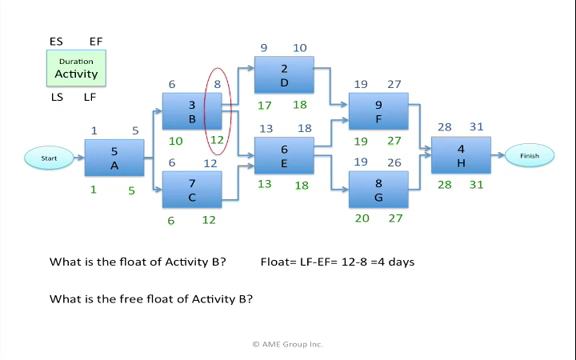 ES EF
Duration
Activity
LS LF
Start
1 5
5
A
1 5
6 8
3
B
10 12
6 12
7
C
6 12
9 10
2
D
17 18
13 18
6
E
13 18
19 27
9
F
19 27
19 26
8
G
20 27
28 31
4
H
28 31
Finish
What is the float of Activity B? Float= LF-EF= 12-8 =4 days
What is the free float of Activity B?
© AME Group Inc.